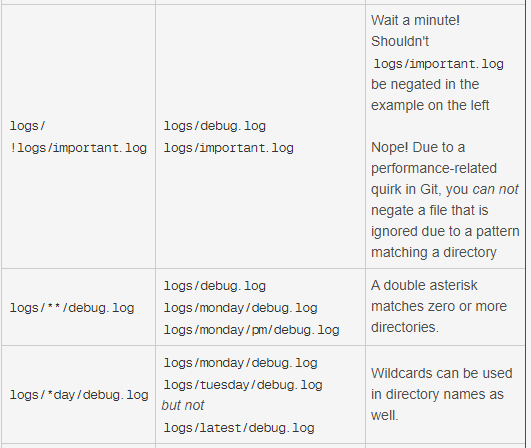 logs/
!logs/important.log
logs/debug.log
logs/important.log
Wait a minute!
Shouldn't
logs/important.log
be negated in the
example on the left
Nope! Due to a
performance-related
quirk in Git, you can not
negate a file that is
ignored due to a pattern
matching a directory
logs/**/debug.log
logs/debug.log
logs/monday/debug.log
logs/monday/pm/debug.log
A double asterisk
matches zero or more
directories.
logs/*day/debug.log
logs/monday/debug.log
logs/tuesday/debug.log
but not
logs/latest/debug.log
Wildcards can be used
in directory names as
well.